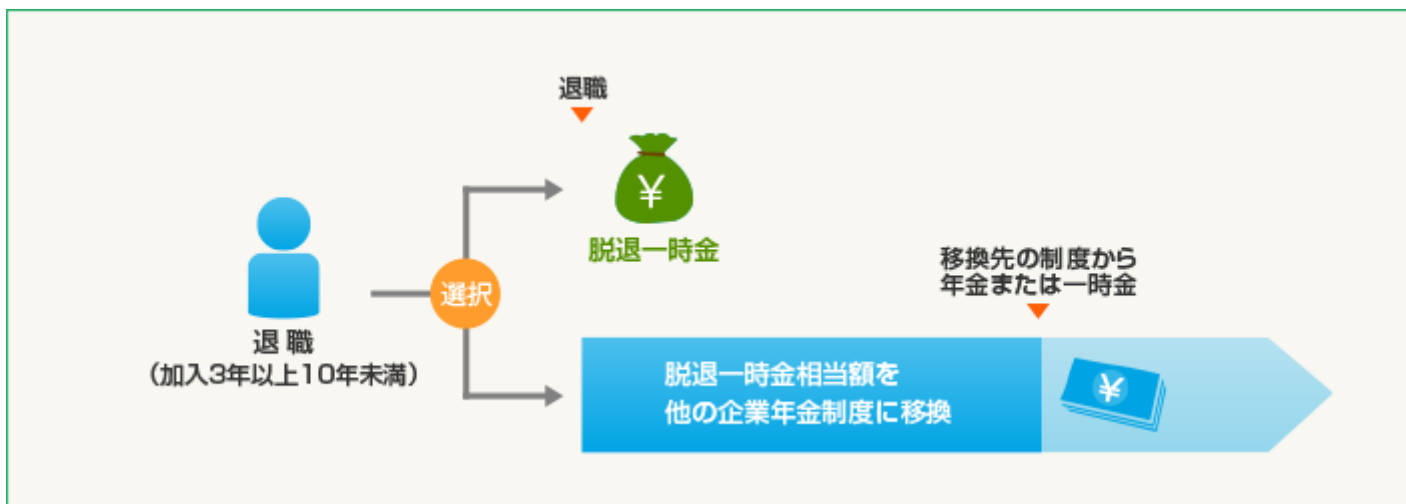 退職
¥
脱退一時金
選択
退 職
（加入3年以上10年未満）
移換先の制度から
年金または一時金
脱退一時金相当額を
他の企業年金制度に移換
¥